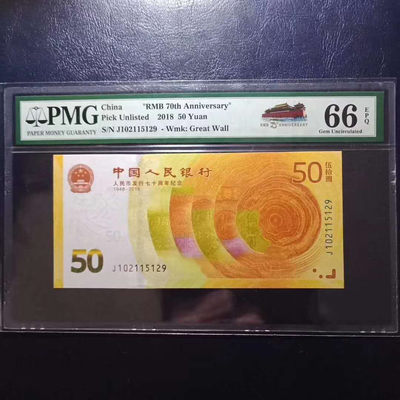 PMG
PAPER MONEY GUARANTY
China "RMB 70th Anniversary"
Pick Unlisted 2018 50 Yuan
S/N J102115129 - Wmk: Great Wall
66 EPQ
Gem Uncirculated
中国人民银行
人民币发行七十周年纪念
1948-2018
50 伍拾圆
50
J102115129